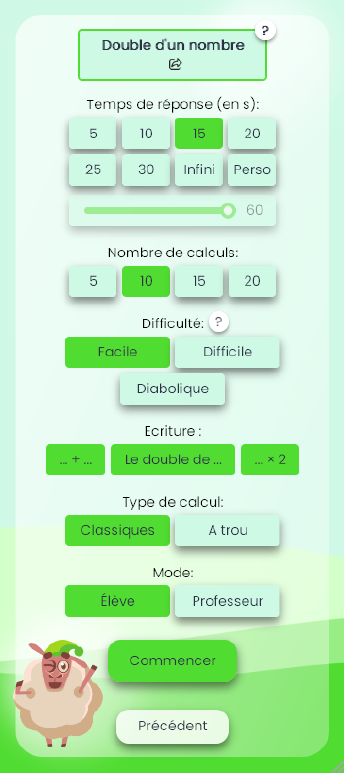 Double d'un nombre
?
Temps de réponse (en s):
5 10 15 20
25 30 Infini Perso
60
Nombre de calculs:
5 10 15 20
Difficulté: ?
Facile Difficile
Diabolique
Ecriture :
... + ... Le double de ... ... × 2
Type de calcul:
Classiques A trou
Mode:
Élève Professeur
Commencer
Précédent